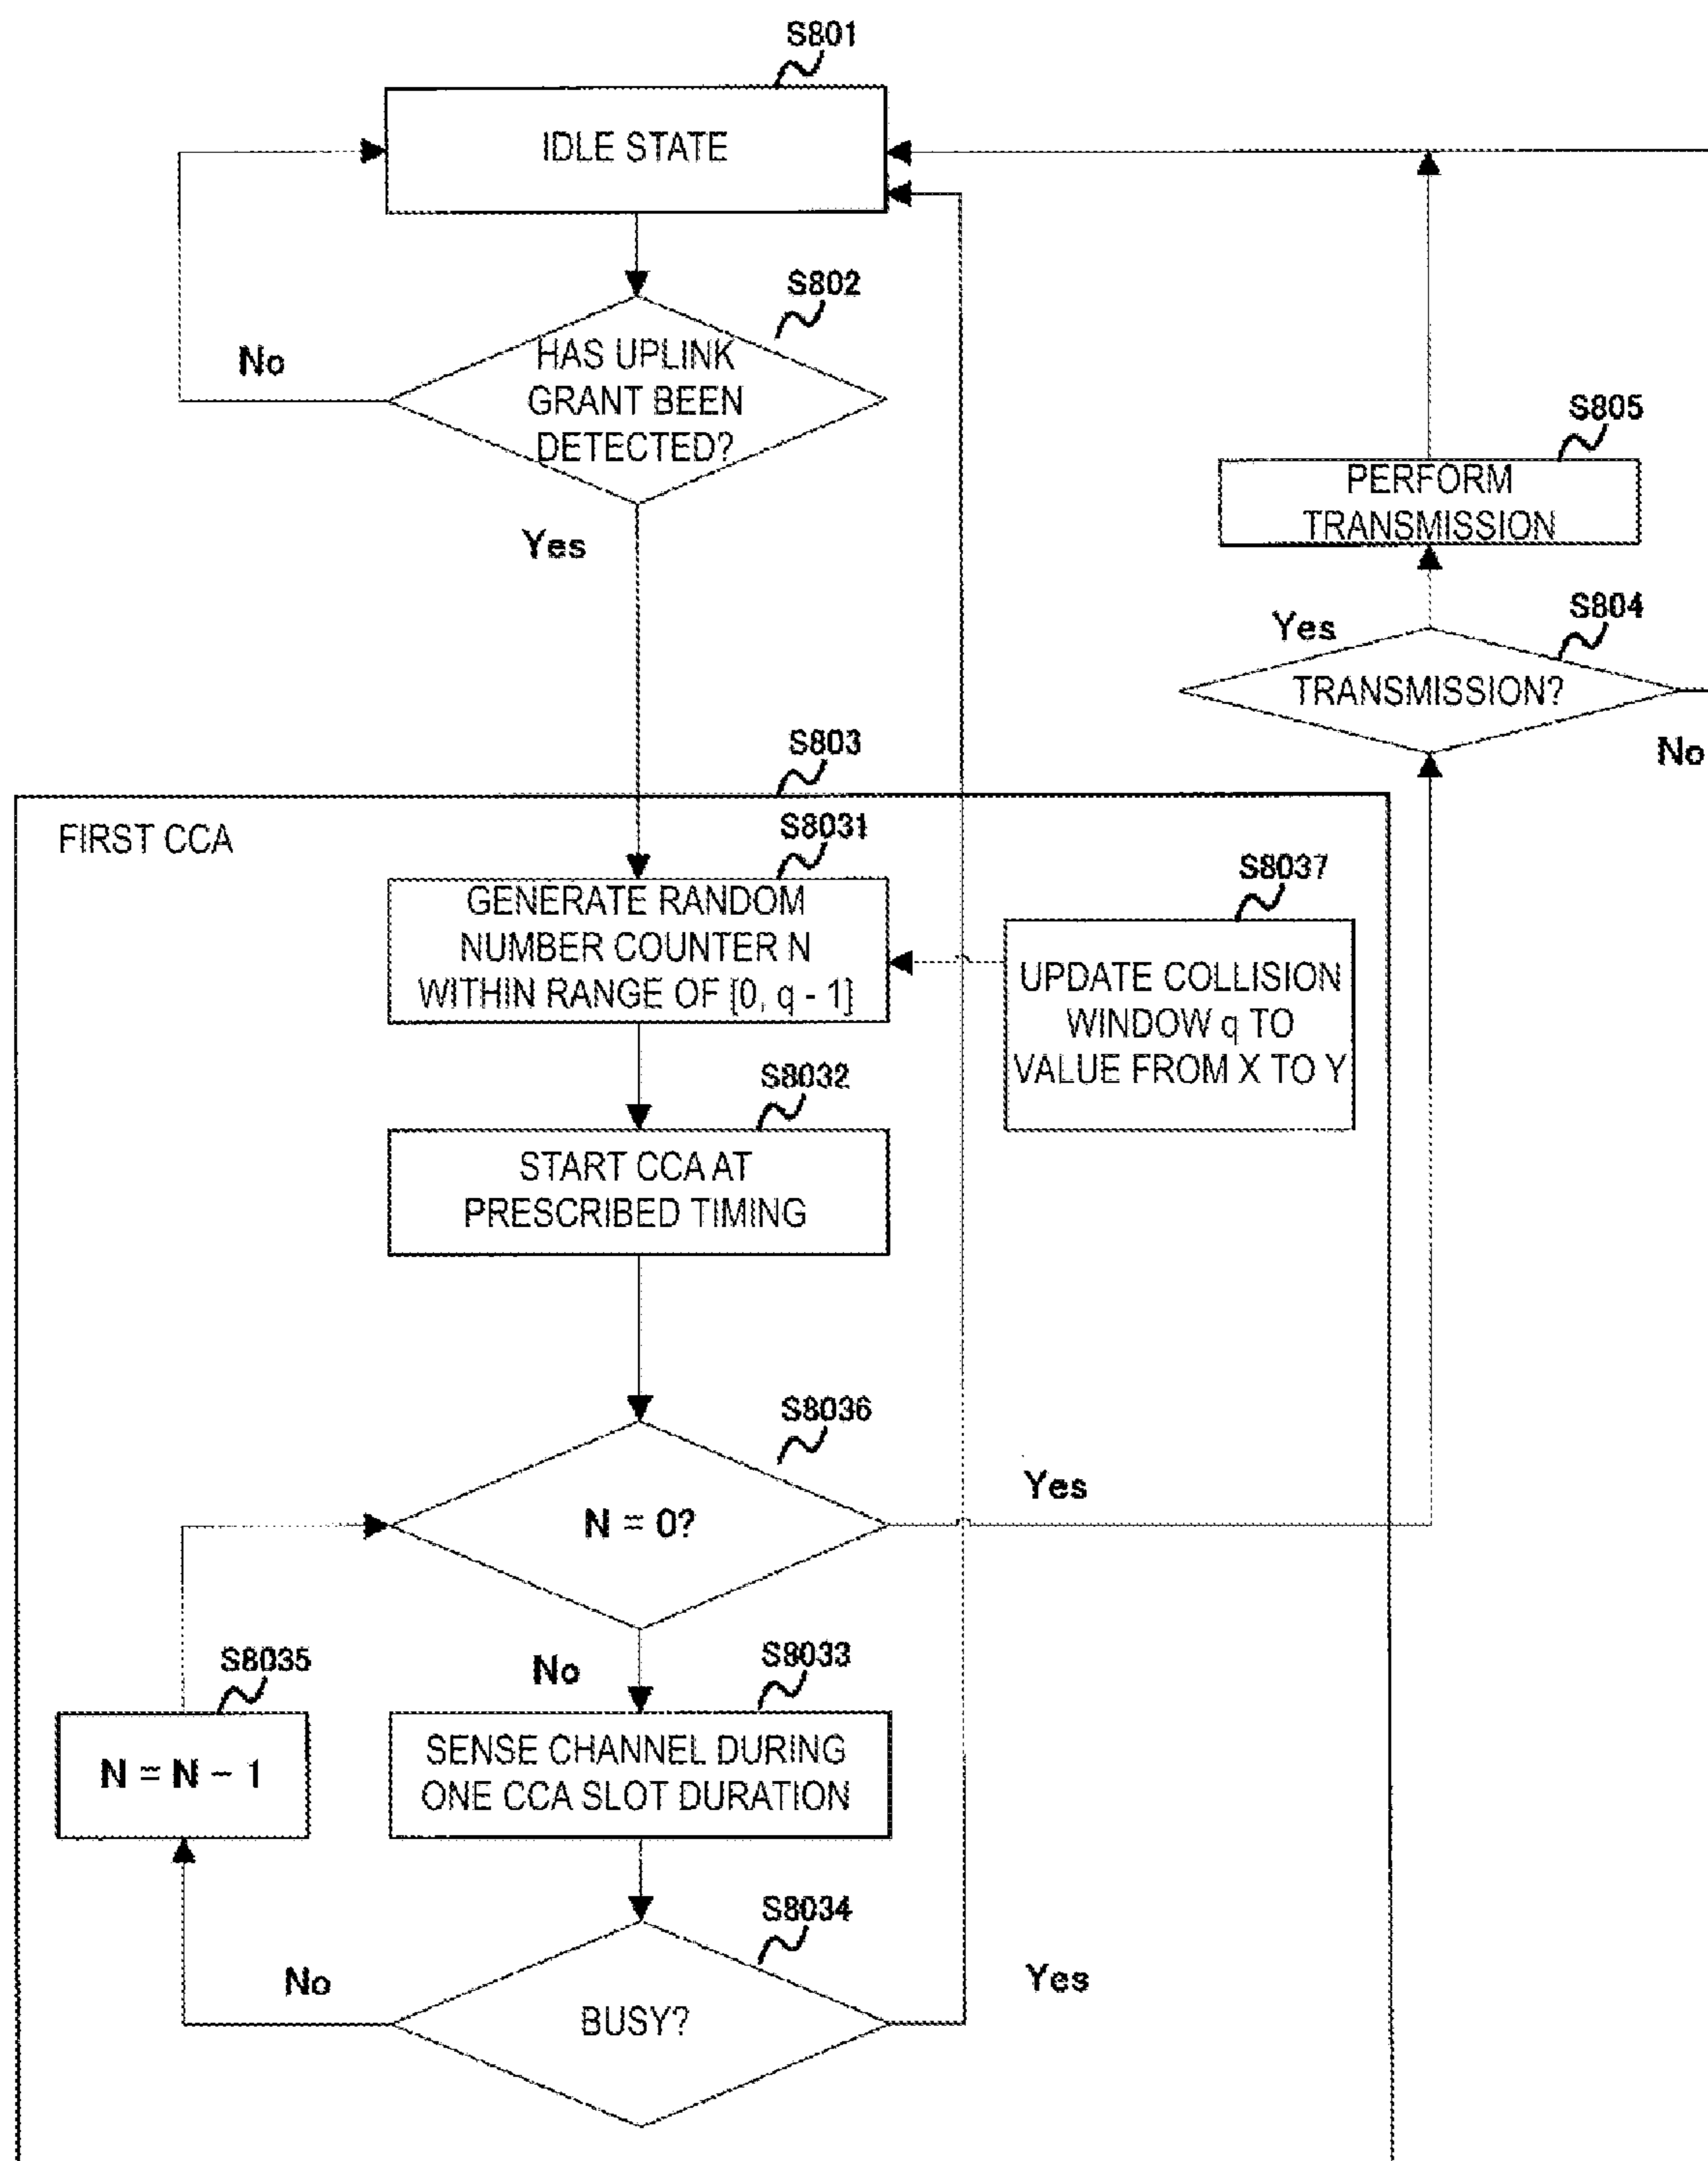 S801
IDLE STATE
S802
HAS UPLINK
GRANT BEEN
DETECTED?
No
Yes
S805
PERFORM
TRANSMISSION
S804
Yes
TRANSMISSION?
No
S803
FIRST CCA
S8031
GENERATE RANDOM
NUMBER COUNTER N
WITHIN RANGE OF [0, q - 1]
S8037
UPDATE COLLISION
WINDOW q TO
VALUE FROM X TO Y
S8032
START CCA AT
PRESCRIBED TIMING
S8036
N = 0?
Yes
No
S8035
N = N - 1
S8033
SENSE CHANNEL DURING
ONE CCA SLOT DURATION
S8034
No
BUSY?
Yes